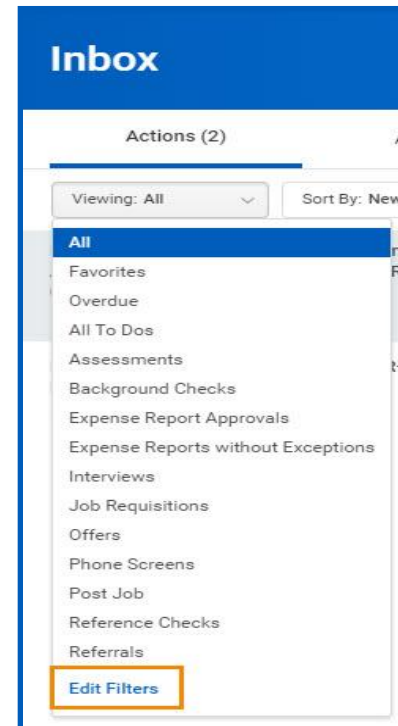 Inbox
Actions (2)
Viewing: All
Sort By: New
All
Favorites
Overdue
All To Dos
Assessments
Background Checks
Expense Report Approvals
Expense Reports without Exceptions
Interviews
Job Requisitions
Offers
Phone Screens
Post Job
Reference Checks
Referrals
Edit Filters